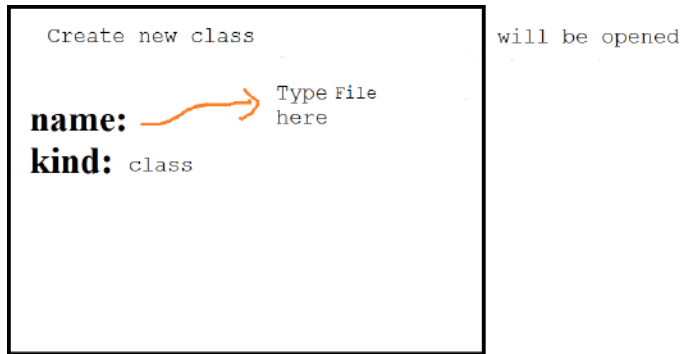 Create new class will be opened
Type File
here
name:
kind: class